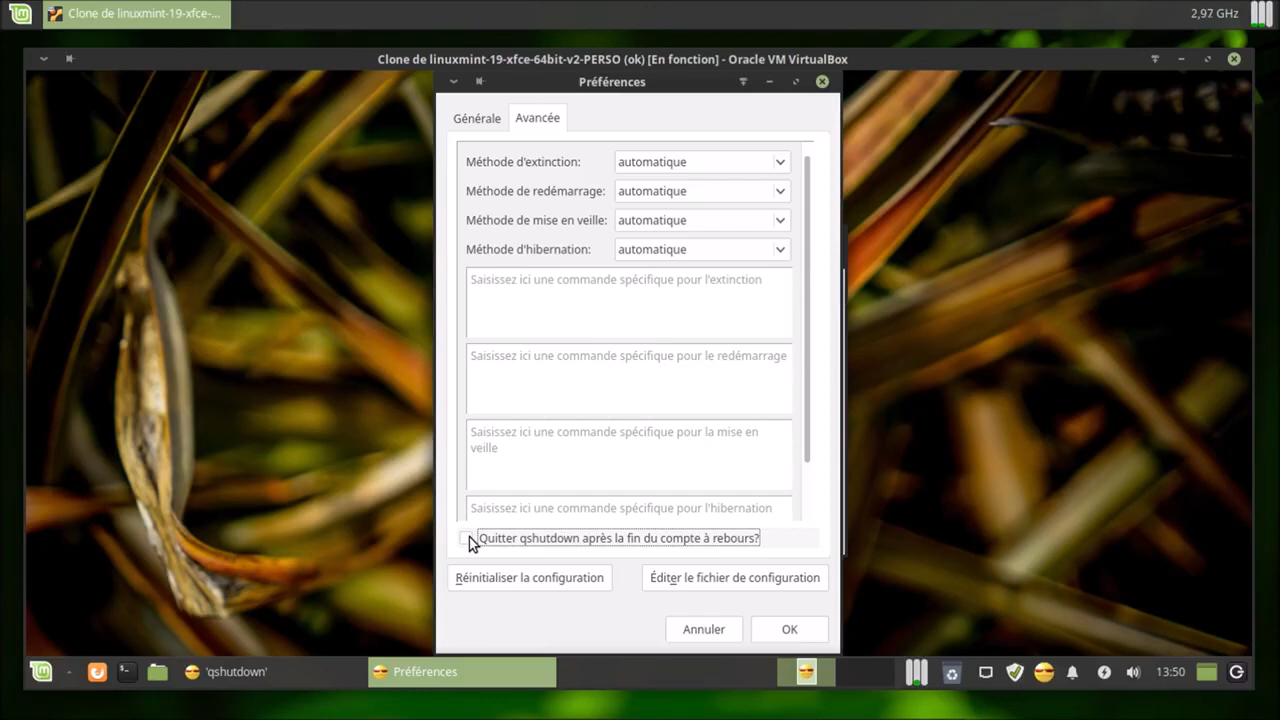 Clone de linuxmint-19-xfce-...
2,97 GHz
Clone de linuxmint-19-xfce-64bit-v2-PERSO (ok) [En fonction] - Oracle VM VirtualBox
Préférences
Générale
Avancée
Méthode d'extinction:
automatique
Méthode de redémarrage:
automatique
Méthode de mise en veille:
automatique
Méthode d'hibernation:
automatique
Saisissez ici une commande spécifique pour l'extinction
Saisissez ici une commande spécifique pour le redémarrage
Saisissez ici une commande spécifique pour la mise en
veille
Saisissez ici une commande spécifique pour l'hibernation
Quitter qshutdown après la fin du compte à rebours?
Réinitialiser la configuration
Éditer le fichier de configuration
Annuler
OK
'qshutdown'
Préférences
13:50